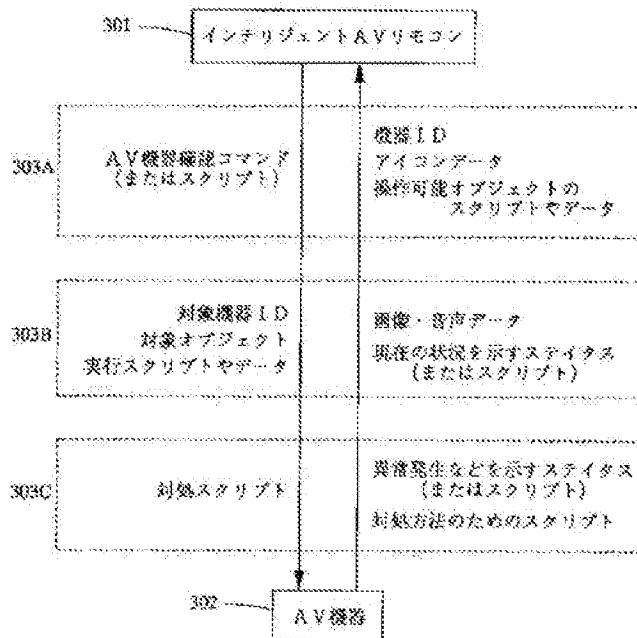 301
インテリジェントAVリモコン
303A
AV機器確認コマンド
(またはスクリプト)
機器ID
アイコンデータ
操作可能オブジェクトの
スクリプトやデータ
303B
対象機器ID
対象オブジェクト
実行スクリプトやデータ
画像・音声データ
現在の状況を示すステイタス
(またはスクリプト)
303C
対処スクリプト
異常発生などを示すステイタス
(またはスクリプト)
対処方法のためのスクリプト
302
AV機器